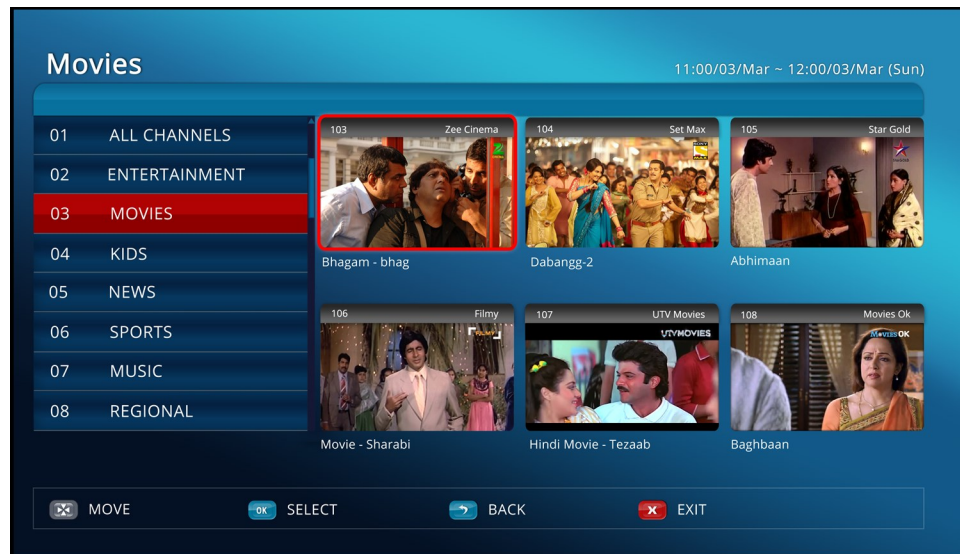 Movies
11:00/03/Mar ~ 12:00/03/Mar (Sun)
01 ALL CHANNELS
02 ENTERTAINMENT
03 MOVIES
04 KIDS
05 NEWS
06 SPORTS
07 MUSIC
08 REGIONAL
103 Zee Cinema
104 Set Max
105 Star Gold
Bhagam - bhag
Dabangg-2
Abhimaan
106 Filmy
107 UTV Movies
108 Movies Ok
FILMY
UTVMOVIES
MOVIES OK
Movie - Sharabi
Hindi Movie - Tezaab
Baghbaan
MOVE
OK SELECT
BACK
X EXIT